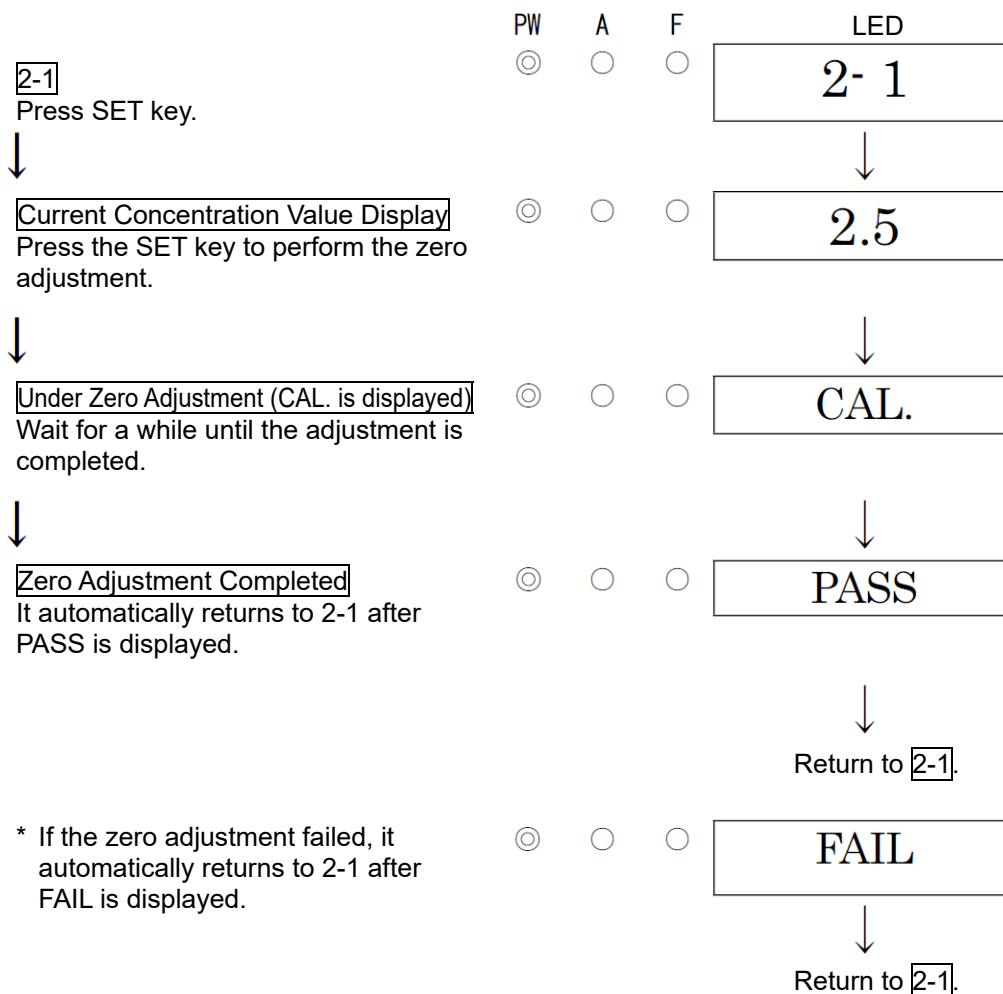 PW A F LED
2-1
2- 1
Press SET key.
↓
↓
Current Concentration Value Display
◎ ○ ○ 2.5
Press the SET key to perform the zero
adjustment.
↓
↓
Under Zero Adjustment (CAL. is displayed)
◎ ○ ○ CAL.
Wait for a while until the adjustment is
completed.
↓
↓
Zero Adjustment Completed
◎ ○ ○ PASS
It automatically returns to 2-1 after
PASS is displayed.
↓
Return to 2-1.
* If the zero adjustment failed, it
automatically returns to 2-1 after
FAIL is displayed.
◎ ○ ○ FAIL
↓
Return to 2-1.